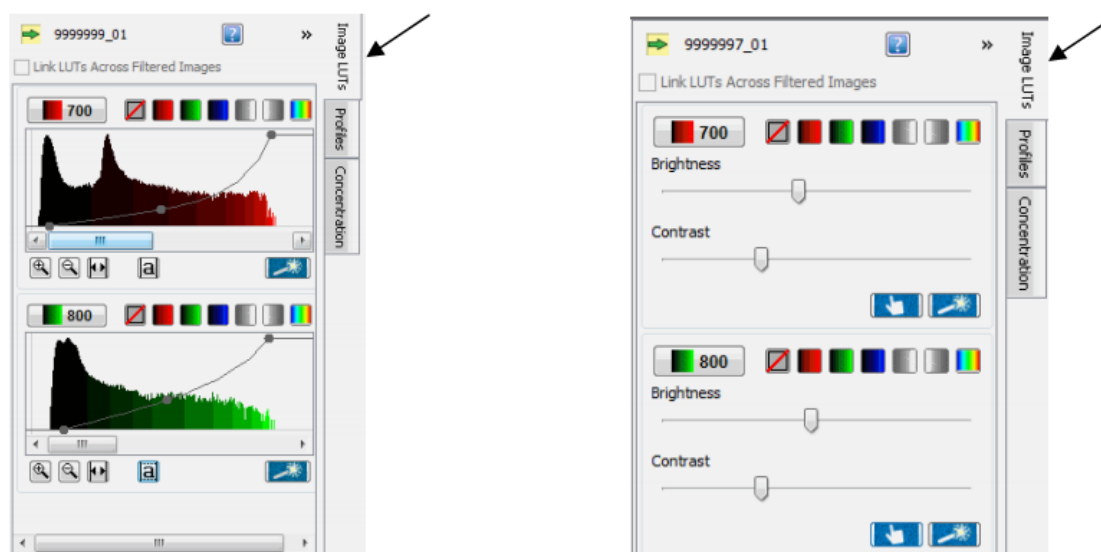 9999999_01
?
»
Link LUTs Across Filtered Images
700
a
800
a
Image LUTs
Profiles
Concentration
9999997_01
?
»
Link LUTs Across Filtered Images
700
Brightness
Contrast
800
Brightness
Contrast
Image LUTs
Profiles
Concentration